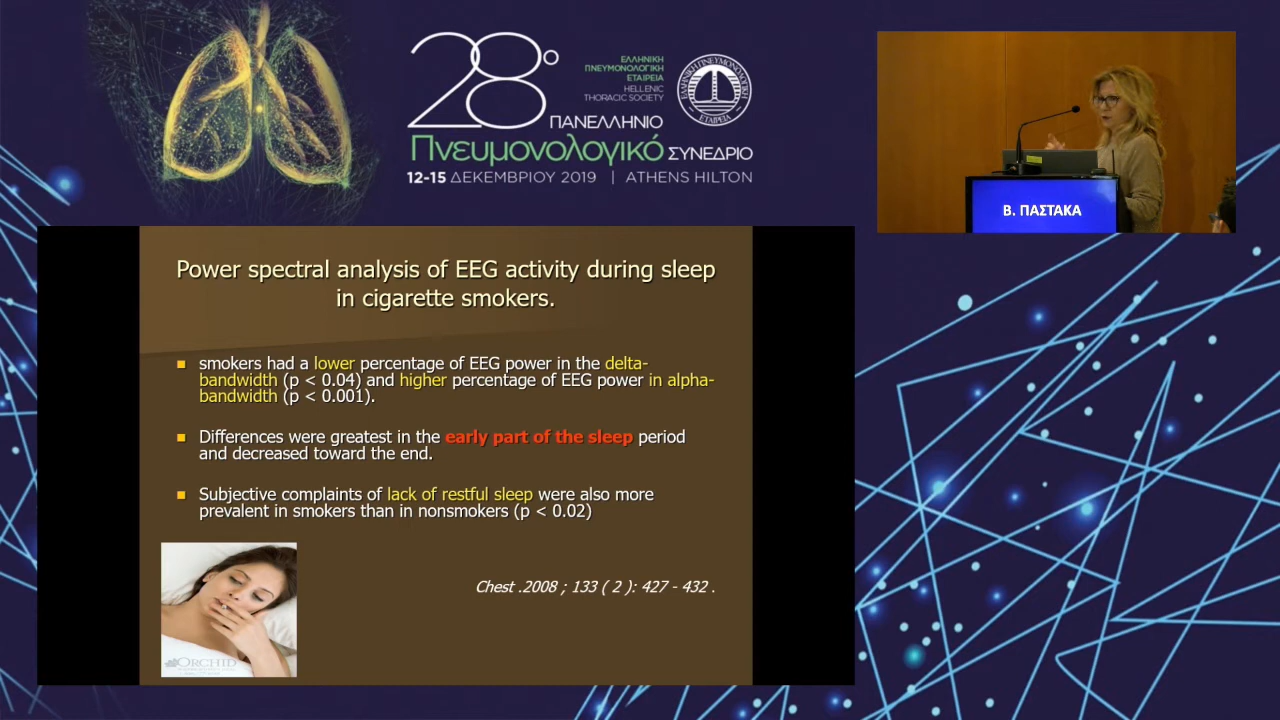 28°
ΕΛΛΗΝΙΚΗ
ΠΝΕΥΜΟΝΟΛΟΓΙΚΗ
ΕΤΑΙΡΕΙΑ
HELLENIC
THORACIC SOCIETY
ΠΑΝΕΛΛΗΝΙΟ
Πνευμονολογικό ΣΥΝΕΔΡΙΟ
12-15 ΔΕΚΕΜΒΡΙΟΥ 2019 | ATHENS HILTON
ΕΛΛΗΝΙΚΗ ΠΝΕΥΜΟΝΟΛΟΓΙΚΗ
ΕΤΑΙΡΕΙΑ
Β. ΠΑΣΤΑΚΑ
Power spectral analysis of EEG activity during sleep
in cigarette smokers.
smokers had a lower percentage of EEG power in the delta-
bandwidth (p < 0.04) and higher percentage of EEG power in alpha-
bandwidth (p < 0.001).
Differences were greatest in the early part of the sleep period
and decreased toward the end.
Subjective complaints of lack of restful sleep were also more
prevalent in smokers than in nonsmokers (p < 0.02)
Chest .2008 ; 133 ( 2 ): 427 - 432 .
ORCHID